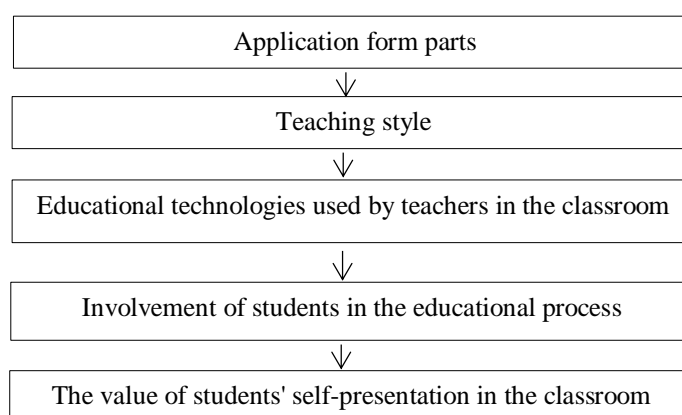 Application form parts
Teaching style
Educational technologies used by teachers in the classroom
Involvement of students in the educational process
The value of students' self-presentation in the classroom